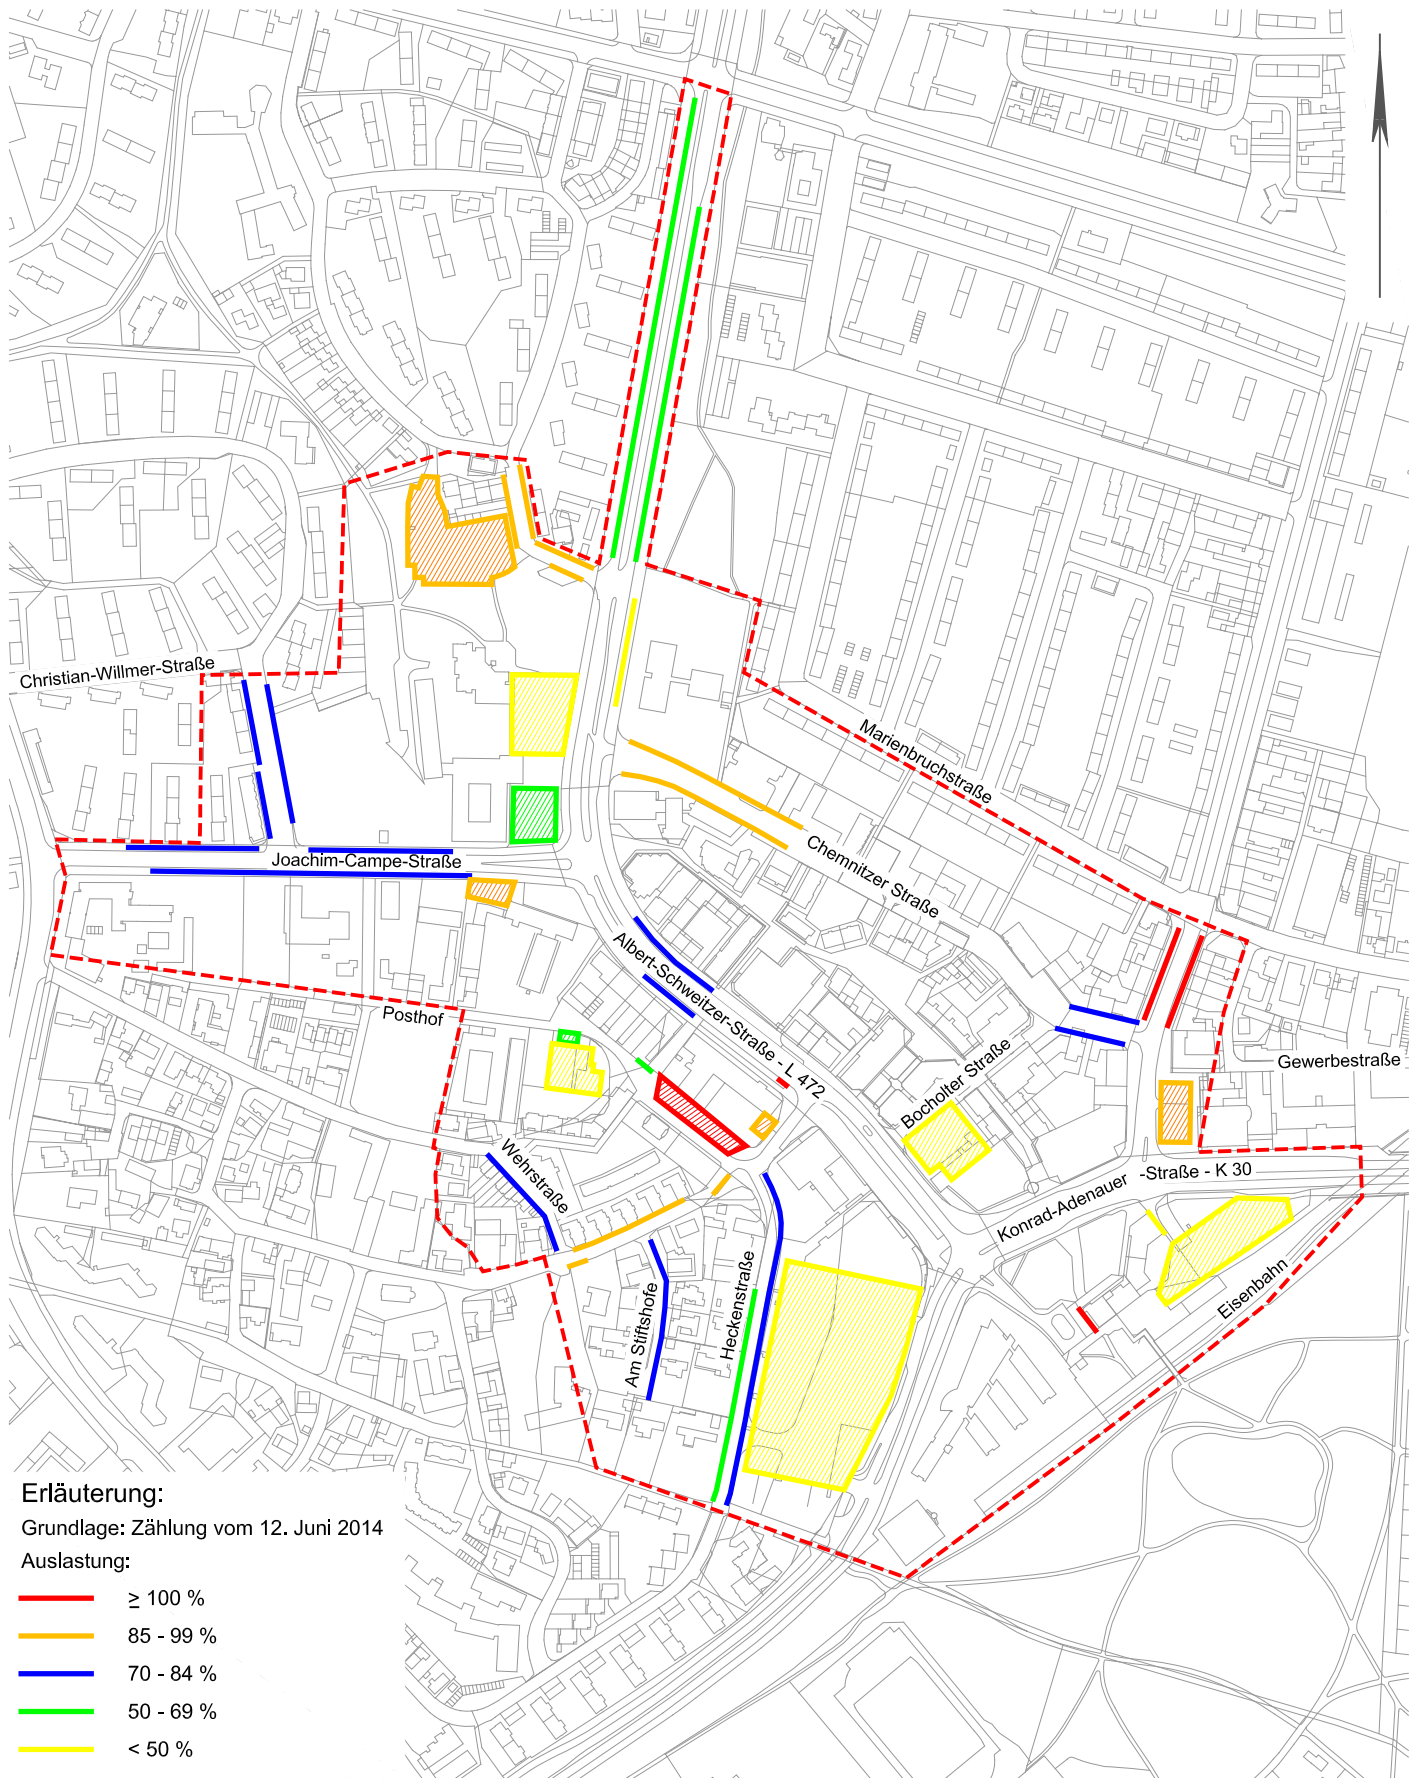 Christian-Willmer-Straße
Marienbruchstraße
Chemnitzer Straße
Joachim-Campe-Straße
Albert-Schweitzer-Straße - L 472
Posthof
Bocholter Straße
Gewerbestraße
Wehrstraße
Konrad-Adenauer -Straße - K 30
Eisenbahn
Am Stiftshofe
Heckenstraße
Erläuterung:
Grundlage: Zählung vom 12. Juni 2014
Auslastung:
≥ 100 %
85 - 99 %
70 - 84 %
50 - 69 %
< 50 %